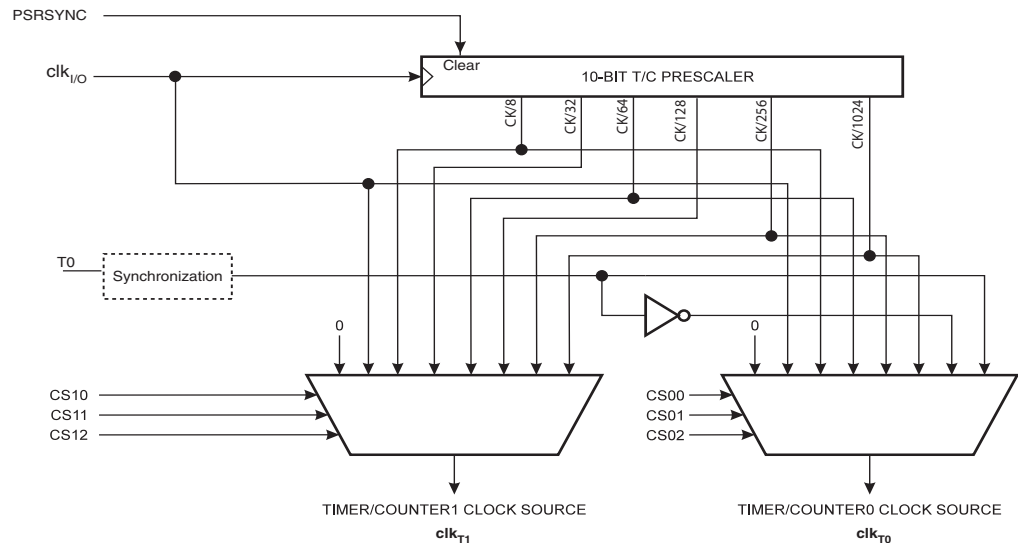 PSRSYNC
clkI/O
Clear
10-BIT T/C PRESCALER
CK/8
CK/32
CK/64
CK/128
CK/256
CK/1024
T0
Synchronization
0
0
CS10
CS11
CS12
CS00
CS01
CS02
TIMER/COUNTER1 CLOCK SOURCE
clkT1
TIMER/COUNTER0 CLOCK SOURCE
clkT0